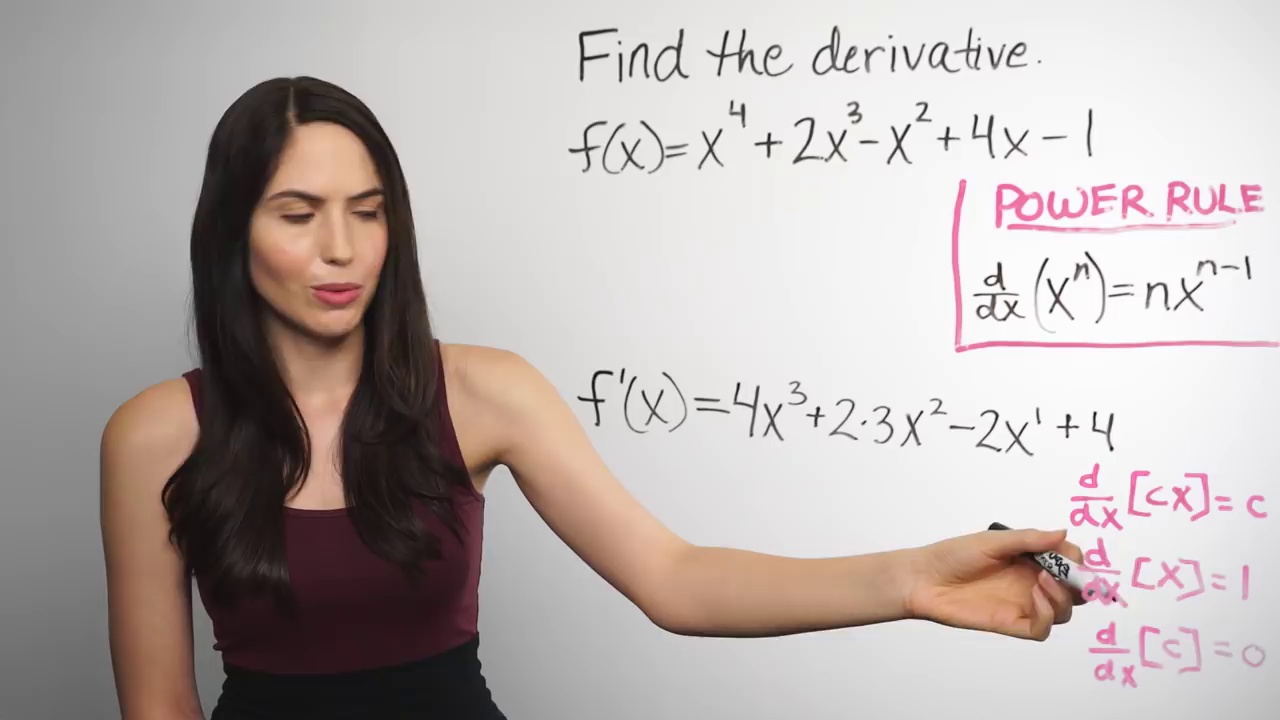 Find the derivative.
f(x)=x⁴+2x³-x²+4x-1
POWER RULE
d/dx(xⁿ)=nxⁿ⁻¹
f'(x)=4x³+2·3x²-2x¹+4
d/dx[cx]=c
d/dx[x]=1
d/dx[c]=0